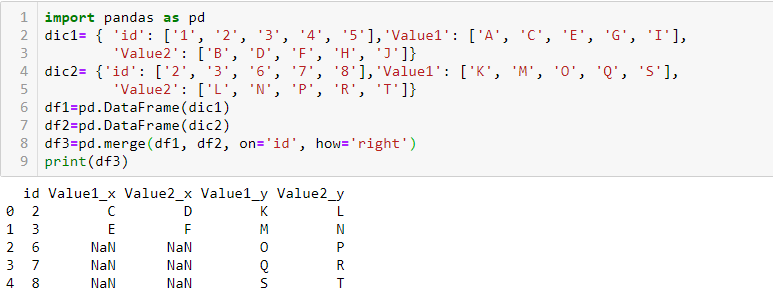 1 import pandas as pd
2 dic1= { 'id': ['1', '2', '3', '4', '5'],'Value1': ['A', 'C', 'E', 'G', 'I'],
3         'Value2': ['B', 'D', 'F', 'H', 'J']}
4 dic2= {'id': ['2', '3', '6', '7', '8'],'Value1': ['K', 'M', 'O', 'Q', 'S'],
5         'Value2': ['L', 'N', 'P', 'R', 'T']}
6 df1=pd.DataFrame(dic1)
7 df2=pd.DataFrame(dic2)
8 df3=pd.merge(df1, df2, on='id', how='right')
9 print(df3)
  id Value1_x Value2_x Value1_y Value2_y
0  2        C        D        K        L
1  3        E        F        M        N
2  6      NaN      NaN        O        P
3  7      NaN      NaN        Q        R
4  8      NaN      NaN        S        T